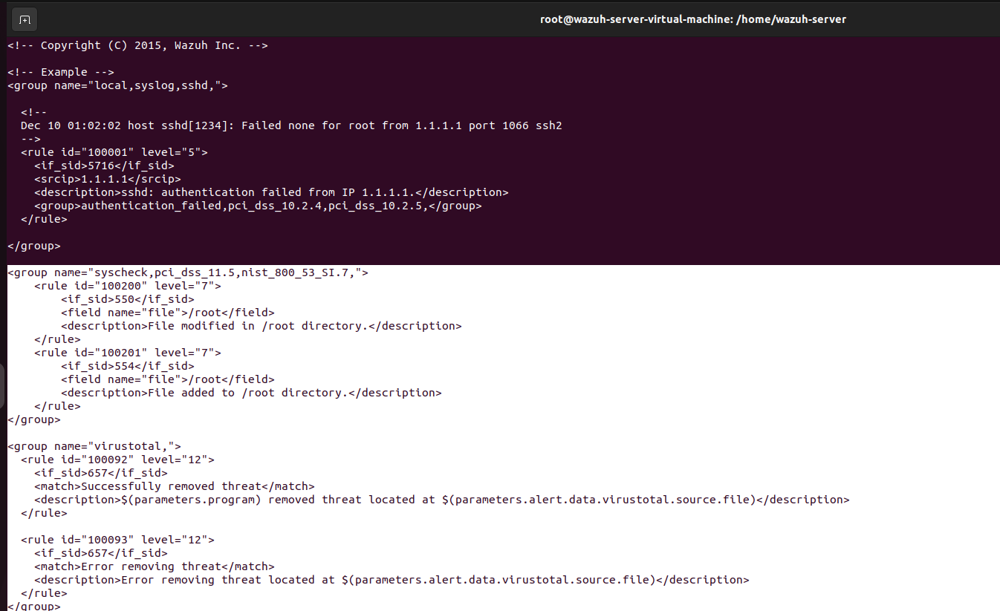 root@wazuh-server-virtual-machine: /home/wazuh-server
<!-- Copyright (C) 2015, Wazuh Inc. -->
<!-- Example -->
<group name="local,syslog,sshd,">
<!--
Dec 10 01:02:02 host sshd[1234]: Failed none for root from 1.1.1.1 port 1066 ssh2
-->
<rule id="100001" level="5">
<if_sid>5716</if_sid>
<srcip>1.1.1.1</srcip>
<description>sshd: authentication failed from IP 1.1.1.1.</description>
<group>authentication_failed,pci_dss_10.2.4,pci_dss_10.2.5,</group>
</rule>
</group>
<group name="syscheck,pci_dss_11.5,nist_800_53_SI.7,">
<rule id="100200" level="7">
<if_sid>550</if_sid>
<field name="file">/root</field>
<description>File modified in /root directory.</description>
</rule>
<rule id="100201" level="7">
<if_sid>554</if_sid>
<field name="file">/root</field>
<description>File added to /root directory.</description>
</rule>
</group>
<group name="virustotal,">
<rule id="100092" level="12">
<if_sid>657</if_sid>
<match>Successfully removed threat</match>
<description>$(parameters.program) removed threat located at $(parameters.alert.data.virustotal.source.file)</description>
</rule>
<rule id="100093" level="12">
<if_sid>657</if_sid>
<match>Error removing threat</match>
<description>Error removing threat located at $(parameters.alert.data.virustotal.source.file)</description>
</rule>
</group>